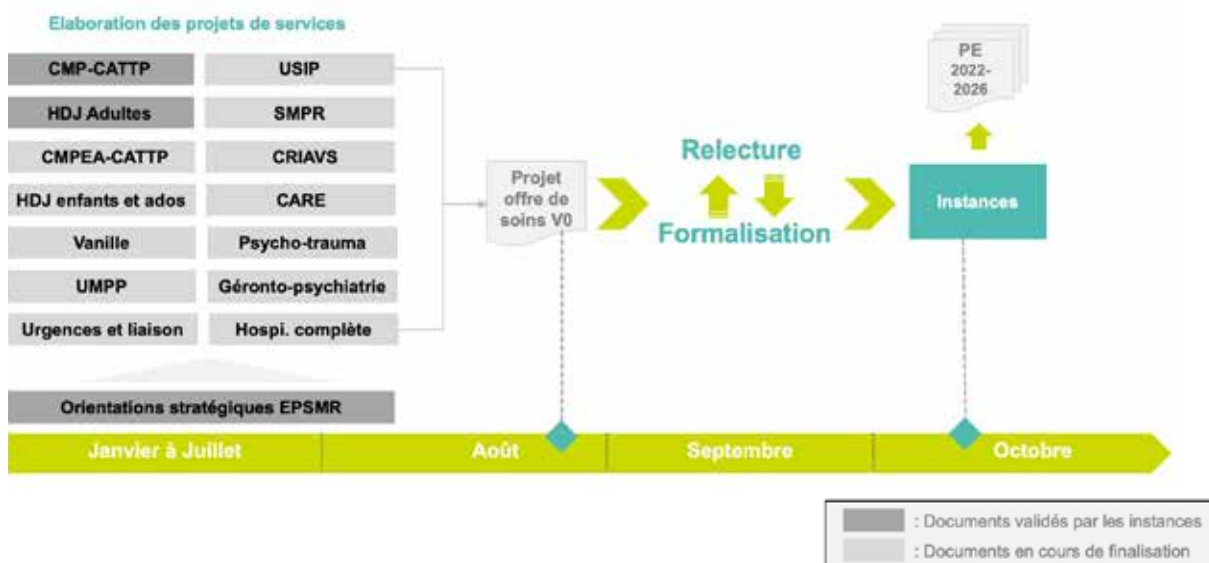 Elaboration des projets de services
CMP-CATTP
USIP
HDJ Adultes
SMPR
CMPEA-CATTP
CRIAVS
HDJ enfants et ados
CARE
Vanille
Psycho-trauma
UMPP
Géronto-psychiatrie
Urgences et liaison
Hospi. complète
Orientations stratégiques EPSMR
Projet
offre de
soins V0
Relecture
Formalisation
Instances
PE
2022-
2026
Janvier à Juillet
Août
Septembre
Octobre
: Documents validés par les instances
: Documents en cours de finalisation